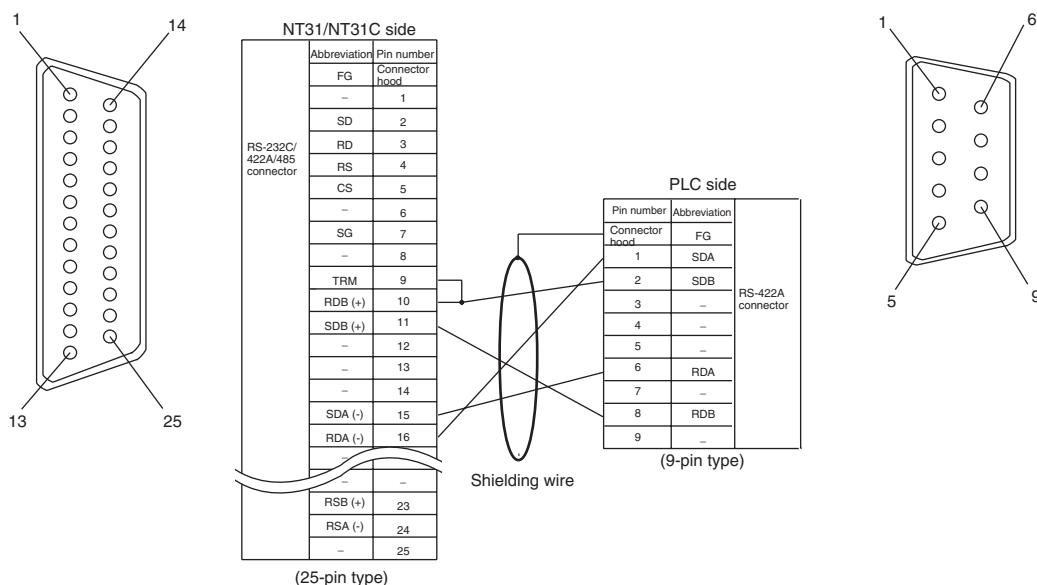 1
14
13
25
NT31/NT31C side
Abbreviation Pin number
RS-232C/
422A/485
connector
FG Connector
hood
– 1
SD 2
RD 3
RS 4
CS 5
– 6
SG 7
– 8
TRM 9
RDB (+) 10
SDB (+) 11
– 12
– 13
– 14
SDA (-) 15
RDA (-) 16
–
– –
RSB (+) 23
RSA (-) 24
– 25
(25-pin type)
Shielding wire
PLC side
Pin number Abbreviation
Connector
hood FG
1 SDA
2 SDB
3 –
4 –
5 –
6 RDA
7 –
8 RDB
9 –
RS-422A
connector
(9-pin type)
1
6
5
9